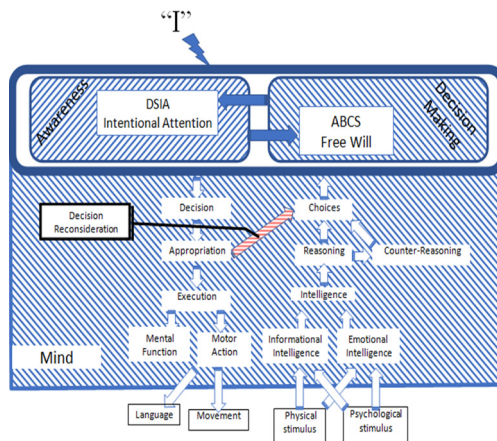 “I”
Awareness
DSIA
Intentional Attention
ABCS
Free Will
Decision
Making
Decision
Reconsideration
Decision
Choices
Appropriation
Reasoning
Counter-Reasoning
Execution
Intelligence
Mental
Function
Motor
Action
Informational
Intelligence
Emotional
Intelligence
Mind
Language
Movement
Physical
stimulus
Psychological
stimulus